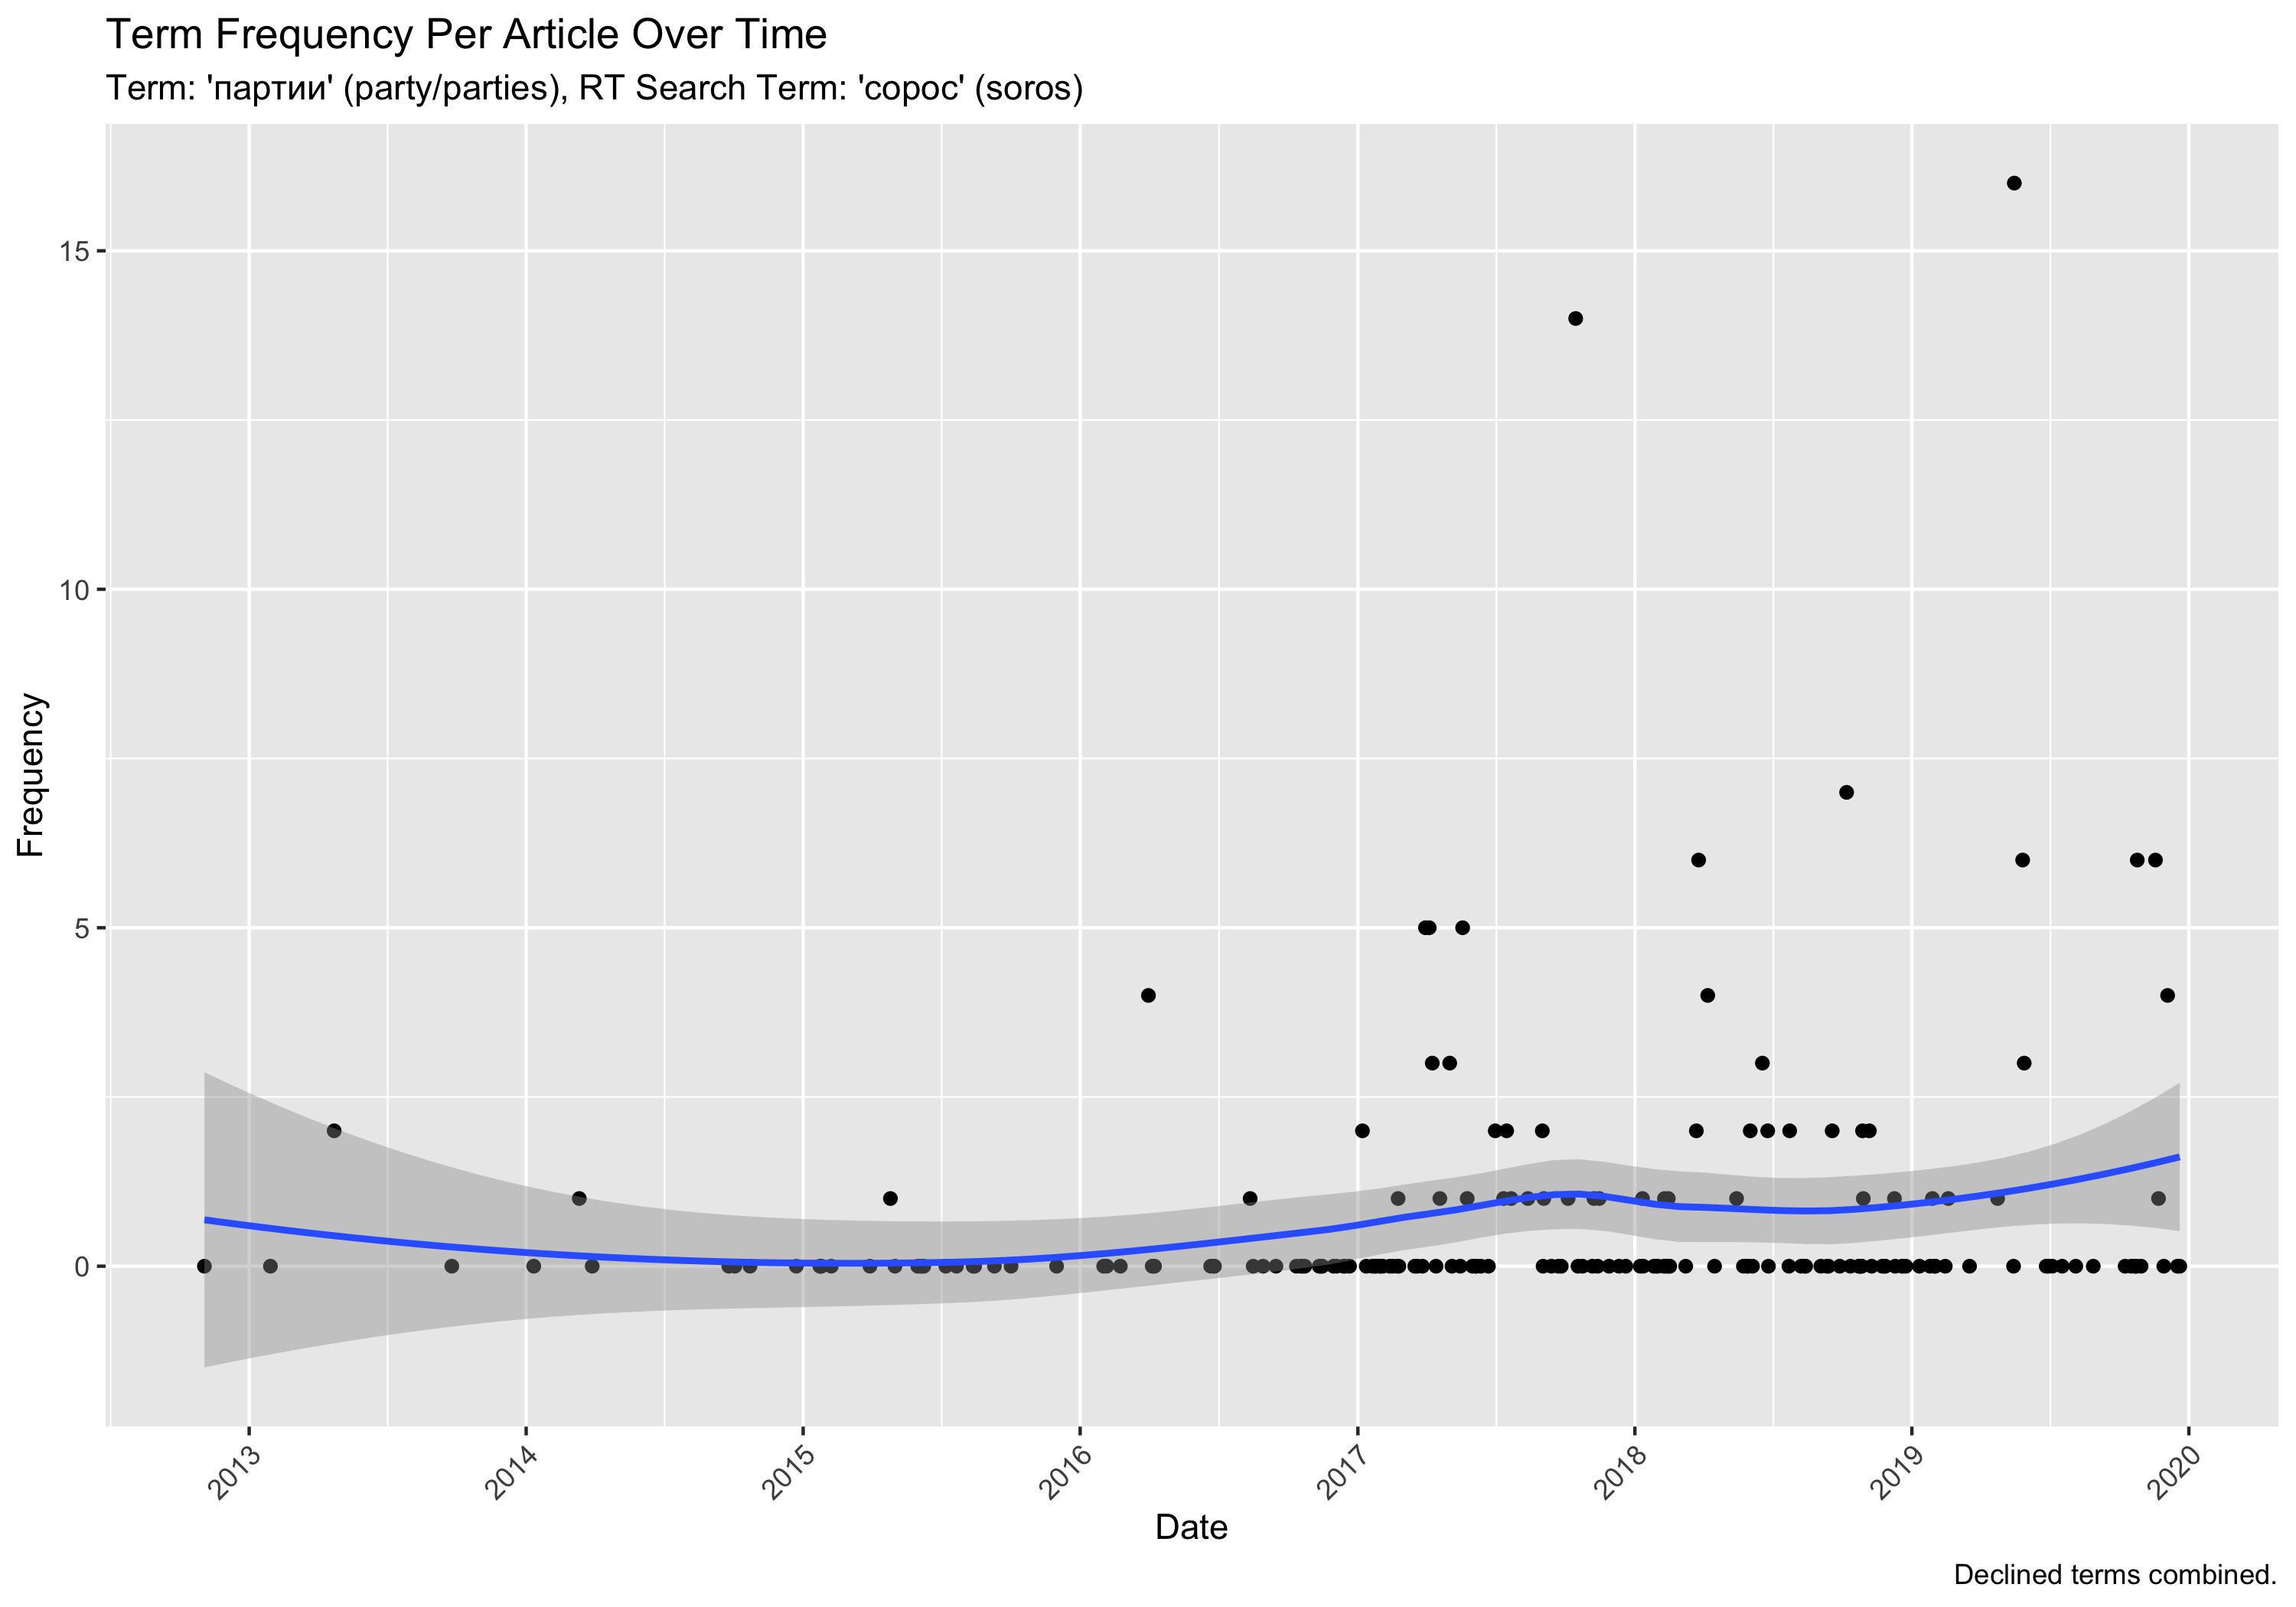 Term Frequency Per Article Over Time
Term: 'партии' (party/parties), RT Search Term: 'сорос' (soros)
15
10
5
0
Frequency
2013
2014
2015
2016
2017
2018
2019
2020
Date
Declined terms combined.